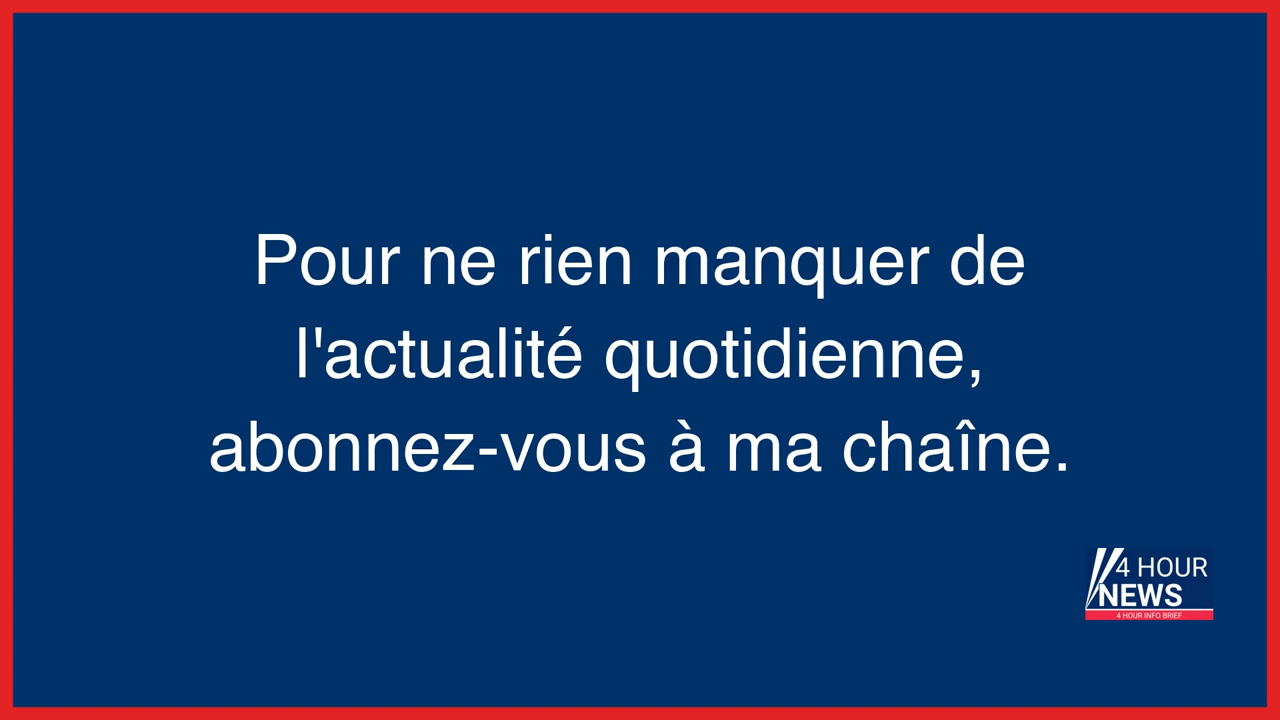 Pour ne rien manquer de
l'actualité quotidienne,
abonnez-vous à ma chaîne.
4 HOUR
NEWS
4 HOUR INFO BRIEF